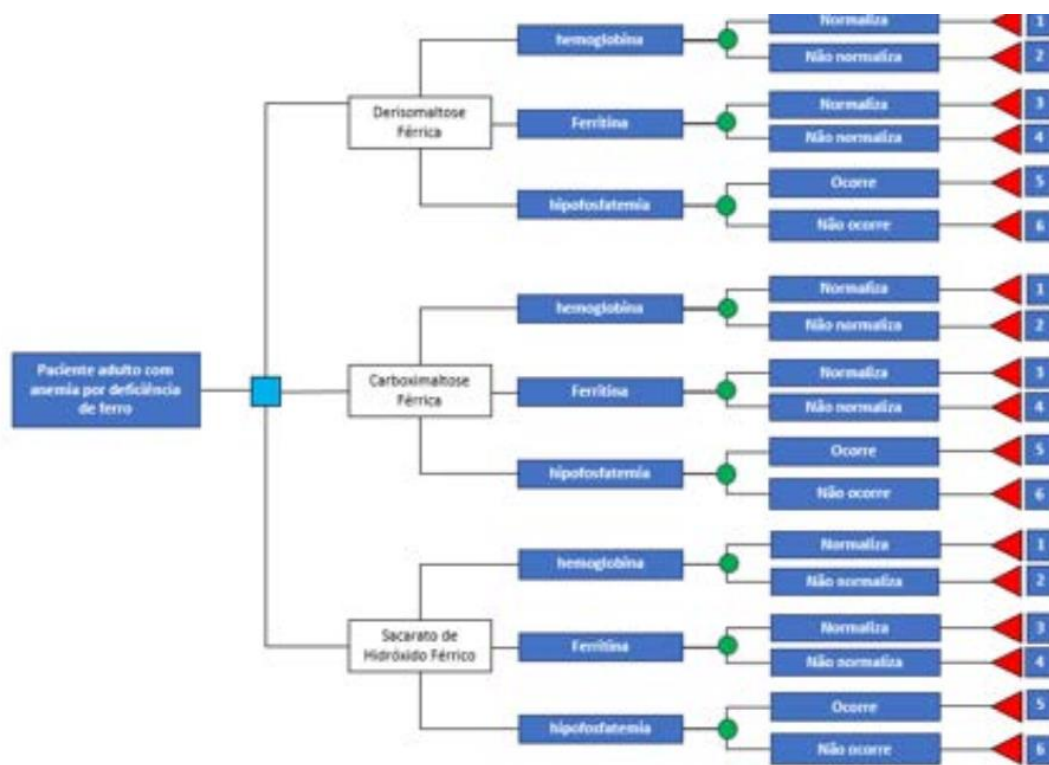 Normaliza
1
hemoglobina
Não normaliza
2
Derisomaltose
Férrica
Normaliza
3
Ferritina
Não normaliza
4
Ocorre
5
hipofosfatemia
Não ocorre
6
Paciente adulto com
anemia por deficiência
de ferro
Normaliza
1
hemoglobina
Não normaliza
2
Carboximaltose
Férrica
Normaliza
3
Ferritina
Não normaliza
4
Ocorre
5
hipofosfatemia
Não ocorre
6
Normaliza
1
hemoglobina
Não normaliza
2
Sacarato de
Hidróxido Férrico
Normaliza
3
Ferritina
Não normaliza
4
Ocorre
5
hipofosfatemia
Não ocorre
6